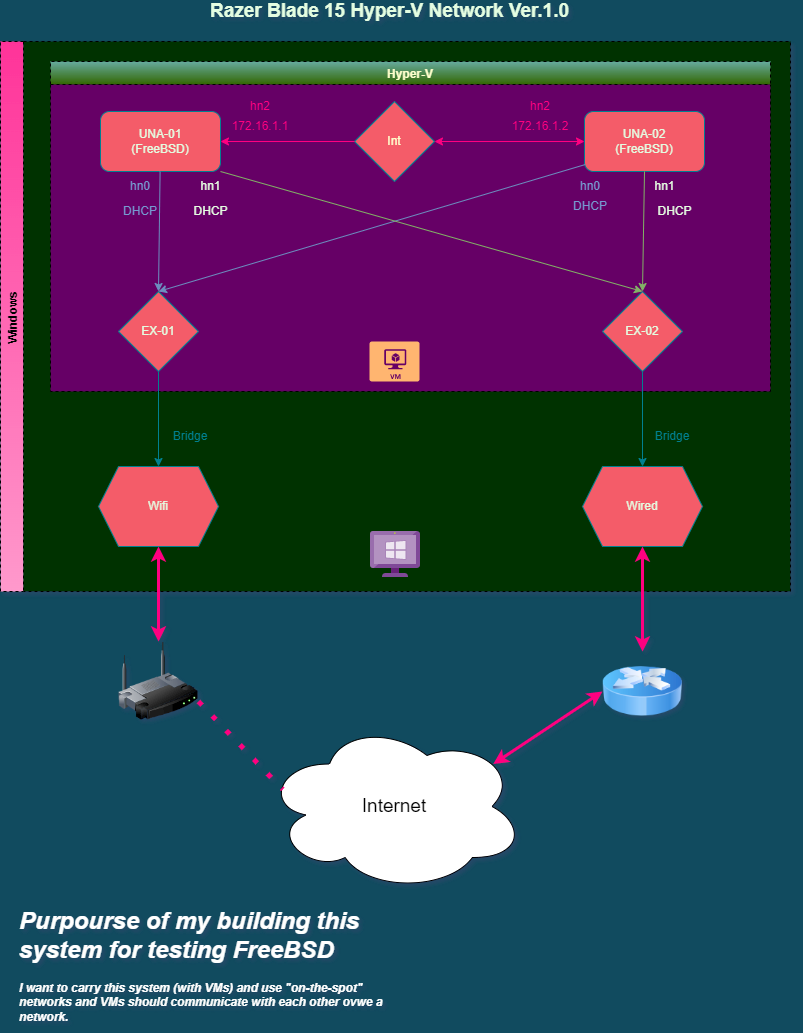 Razer Blade 15 Hyper-V Network Ver.1.0
Windows
Hyper-V
hn2
hn2
UNA-01
(FreeBSD)
172.16.1.1
Int
172.16.1.2
UNA-02
(FreeBSD)
hn0
hn1
hn0
hn1
DHCP
DHCP
DHCP
DHCP
EX-01
EX-02
VM
Bridge
Bridge
Wifi
Wired
Internet
Purpourse of my building this
system for testing FreeBSD
I want to carry this system (with VMs) and use "on-the-spot"
networks and VMs should communicate with each other ovwe a
network.